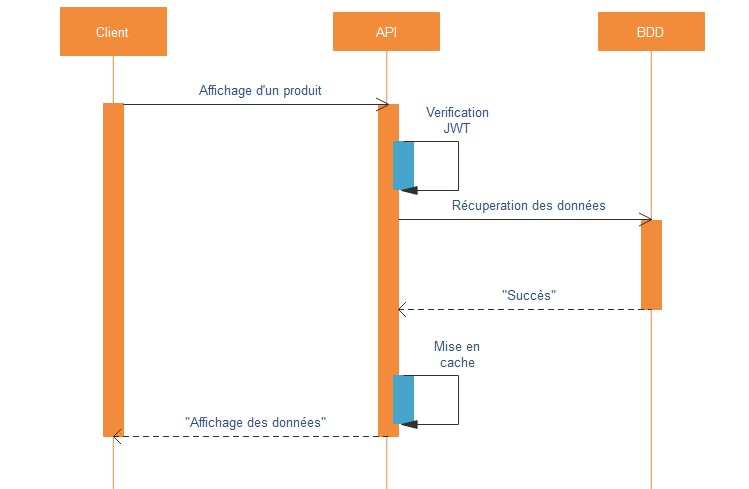 Client
API
BDD
Affichage d'un produit
Verification
JWT
Récuperation des données
"Succès"
Mise en
cache
"Affichage des données"